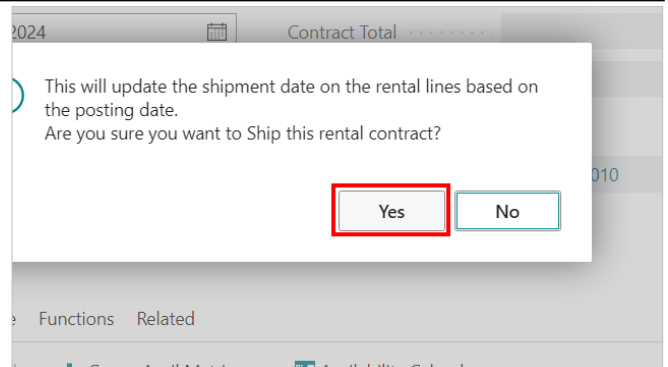 2024
Contract Total
This will update the shipment date on the rental lines based on
the posting date.
Are you sure you want to Ship this rental contract?
010
Yes No
Functions Related